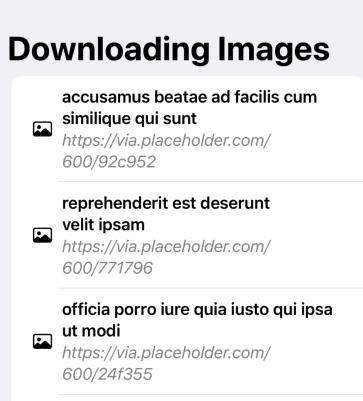 Downloading Images
accusamus beatae ad facilis cum
similique qui sunt
https://via.placeholder.com/
600/92c952
reprehenderit est deserunt
velit ipsam
https://via.placeholder.com/
600/771796
officia porro iure quia iusto qui ipsa
ut modi
https://via.placeholder.com/
600/24f355